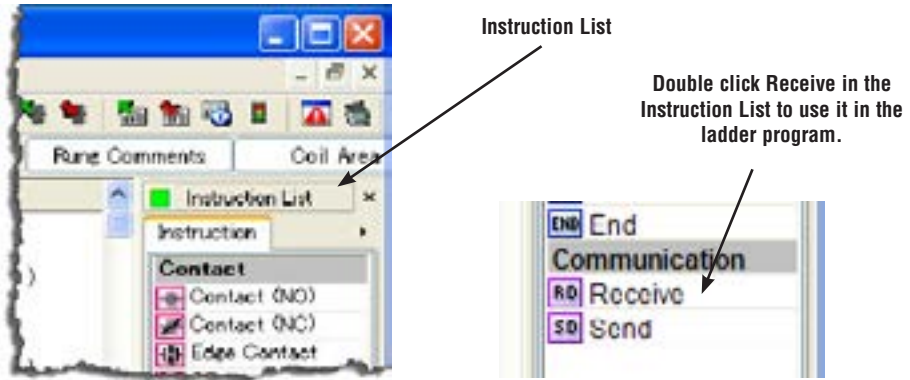 Instruction List
Double click Receive in the
Instruction List to use it in the
ladder program.
Rung Comments
Coil Area
Instruction List
Instruction
Contact
Contact (NO)
Contact (NC)
Edge Contact
END End
Communication
RD Receive
SD Send